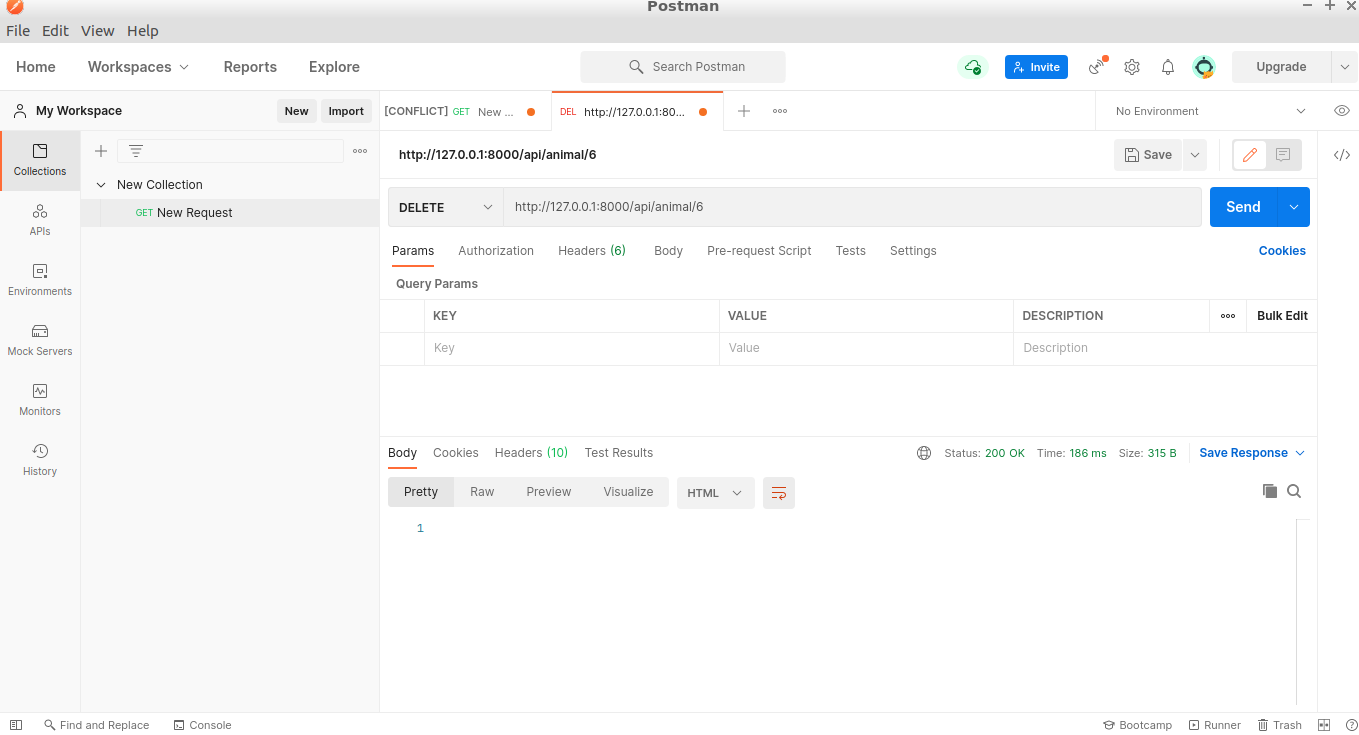 Postman
File Edit View Help
Home Workspaces Reports Explore Search Postman Invite Upgrade
My Workspace New Import [CONFLICT] GET New ... DEL http://127.0.0.1:80... No Environment
Collections
http://127.0.0.1:8000/api/animal/6 Save
New Collection
GET New Request
DELETE http://127.0.0.1:8000/api/animal/6 Send
APIs
Environments
Mock Servers
Monitors
History
Params Authorization Headers (6) Body Pre-request Script Tests Settings Cookies
Query Params
KEY VALUE DESCRIPTION Bulk Edit
Key Value Description
Body Cookies Headers (10) Test Results Status: 200 OK Time: 186 ms Size: 315 B Save Response
Pretty Raw Preview Visualize HTML
1
Find and Replace Console Bootcamp Runner Trash